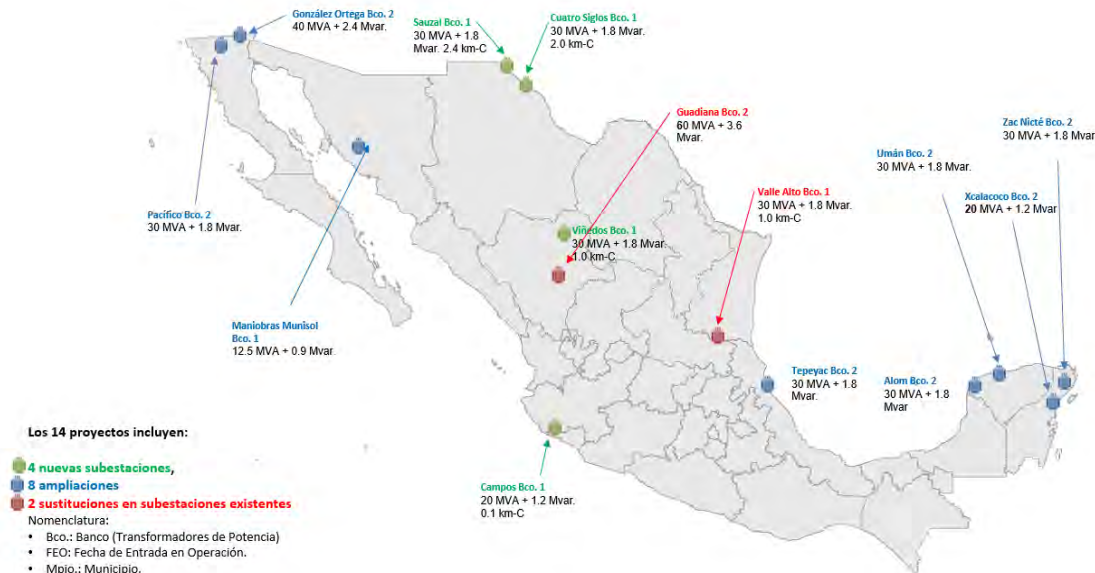 González Ortega Bco. 2
40 MVA + 2.4 Mvar.
Sauzal Bco. 1
30 MVA + 1.8
Mvar. 2.4 km-C
Cuatro Siglos Bco. 1
30 MVA + 1.8 Mvar.
2.0 km-C
Guadiana Bco. 2
60 MVA + 3.6
Mvar.
Zac Nicté Bco. 2
30 MVA + 1.8 Mvar
Umán Bco. 2
30 MVA + 1.8 Mvar.
Xcalacoco Bco. 2
20 MVA + 1.2 Mvar
Valle Alto Bco. 1
30 MVA + 1.8 Mvar.
1.0 km-C
Pacífico Bco. 2
30 MVA + 1.8 Mvar.
Viñedos Bco. 1
30 MVA + 1.8 Mvar.
1.0 km-C
Maniobras Munisol
Bco. 1
12.5 MVA + 0.9 Mvar.
Tepeyac Bco. 2
30 MVA + 1.8
Mvar.
Alom Bco. 2
30 MVA + 1.8
Mvar
Campos Bco. 1
20 MVA + 1.2 Mvar.
0.1 km-C
Los 14 proyectos incluyen:
4 nuevas subestaciones,
8 ampliaciones
2 sustituciones en subestaciones existentes
Nomenclatura:
• Bco.: Banco (Transformadores de Potencia)
• FEO: Fecha de Entrada en Operación.
• Mpio.: Municipio.